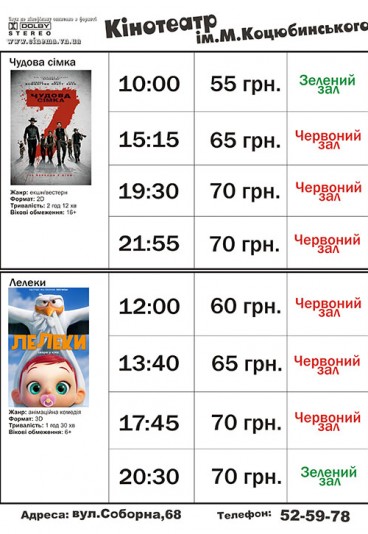 DOLBY
STEREO
www.cinema.vn.ua
Кінотеатр
ім.М.Коцюбинського
Чудова сімка
7
ЧУДОВА
СІМКА
Жанр: екшн/вестерн
Формат: 2D
Тривалість: 2 год 12 хв
Вікові обмеження: 16+
10:00 55 грн. Зелений зал
15:15 65 грн. Червоний зал
19:30 70 грн. Червоний зал
21:55 70 грн. Червоний зал
Лелеки
ЛЕЛЕКИ
Жанр: анімаційна комедія
Формат: 3D
Тривалість: 1 год 30 хв
Вікові обмеження: 6+
12:00 60 грн. Червоний зал
13:40 65 грн. Червоний зал
17:45 70 грн. Червоний зал
20:30 70 грн. Зелений зал
Адреса: вул.Соборна,68 Телефон: 52-59-78